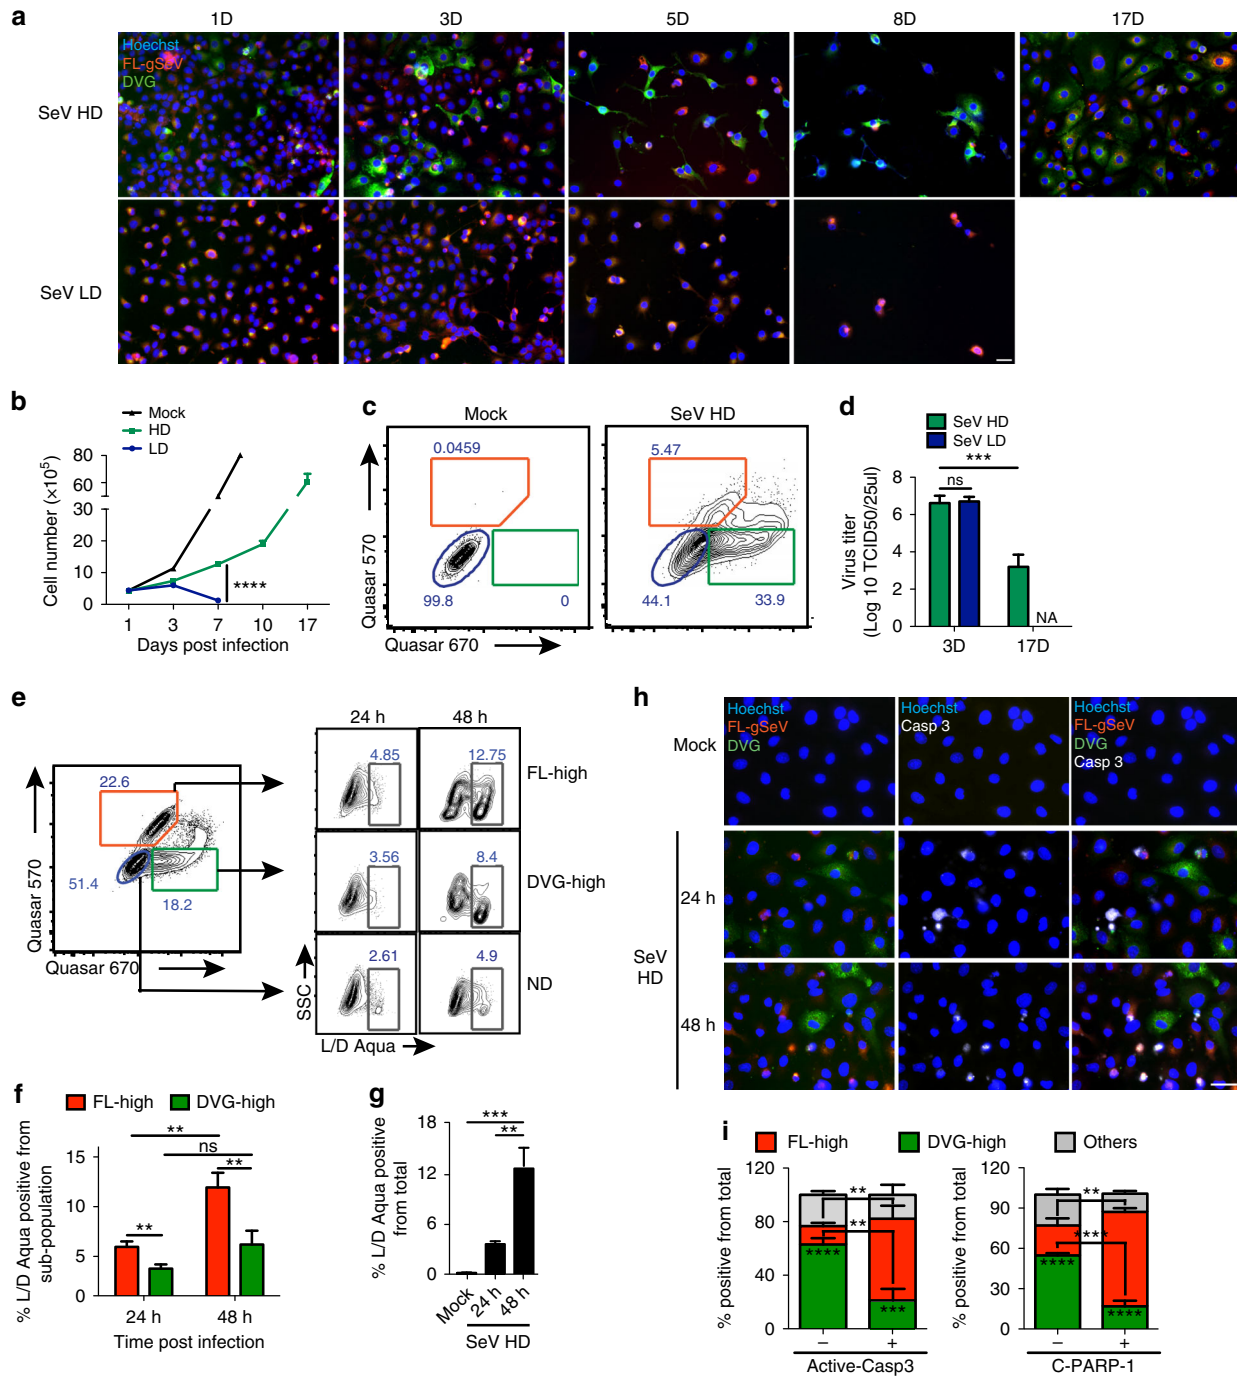 a
1D 3D 5D 8D 17D
Hoechst
FL-gSeV
DVG
SeV HD
SeV LD
b
Mock
HD
LD
Cell number (×10⁵)
80
60
30
20
10
0
****
1 3 7 10 17
Days post infection
c
Mock SeV HD
0.0459
99.8 0
5.47
44.1 33.9
Quasar 570
Quasar 670
d
SeV HD
SeV LD
***
ns
NA
Virus titer
(Log 10 TCID50/25ul)
8
6
4
2
0
3D 17D
e
22.6
51.4
18.2
Quasar 570
Quasar 670
24 h 48 h
4.85 12.75 FL-high
3.56 8.4 DVG-high
2.61 4.9 ND
SSC
L/D Aqua
f
FL-high DVG-high
% L/D Aqua positive from
sub-population
15
10
5
0
**
ns
**
**
24 h 48 h
Time post infection
g
% L/D Aqua positive
from total
18
12
6
0
***
**
Mock 24 h 48 h
SeV HD
h
Mock
Hoechst
FL-gSeV
DVG
Hoechst
Casp 3
Hoechst
FL-gSeV
DVG
Casp 3
24 h
SeV
HD
48 h
i
FL-high DVG-high Others
% positive from total
120
80
40
0
**
**
****
***
− +
Active-Casp3
% positive from total
120
90
60
30
0
**
****
****
****
− +
C-PARP-1